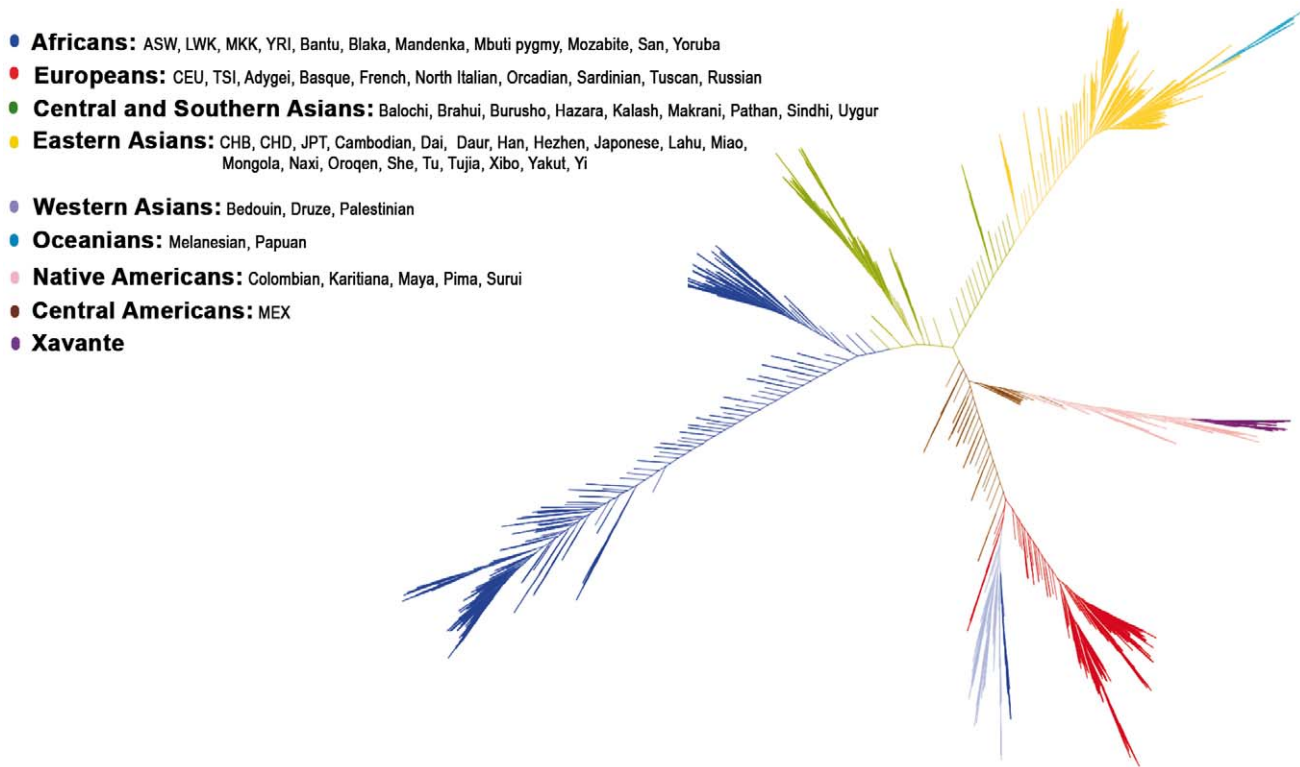 Africans: ASW, LWK, MKK, YRI, Bantu, Blaka, Mandenka, Mbuti pygmy, Mozabite, San, Yoruba
Europeans: CEU, TSI, Adygei, Basque, French, North Italian, Orcadian, Sardinian, Tuscan, Russian
Central and Southern Asians: Balochi, Brahui, Burusho, Hazara, Kalash, Makrani, Pathan, Sindhi, Uygur
Eastern Asians: CHB, CHD, JPT, Cambodian, Dai, Daur, Han, Hezhen, Japonese, Lahu, Miao,
Mongola, Naxi, Oroqen, She, Tu, Tujia, Xibo, Yakut, Yi
Western Asians: Bedouin, Druze, Palestinian
Oceanians: Melanesian, Papuan
Native Americans: Colombian, Karitiana, Maya, Pima, Surui
Central Americans: MEX
Xavante